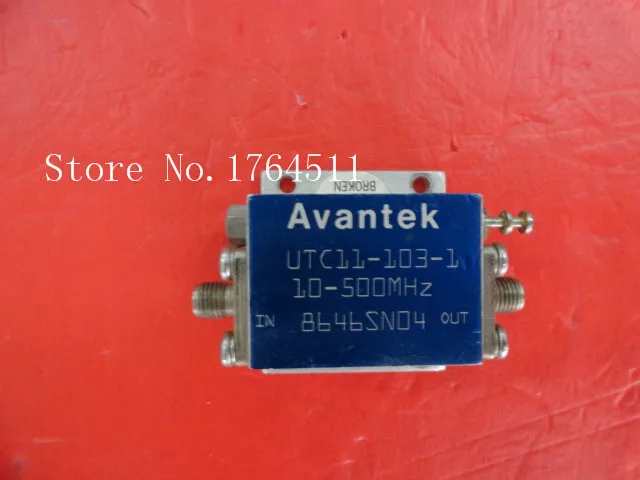 Store No.1764511
BROKEN
Avantek
UTC11-103-1
10-500MHz
IN 8646SN04 OUT